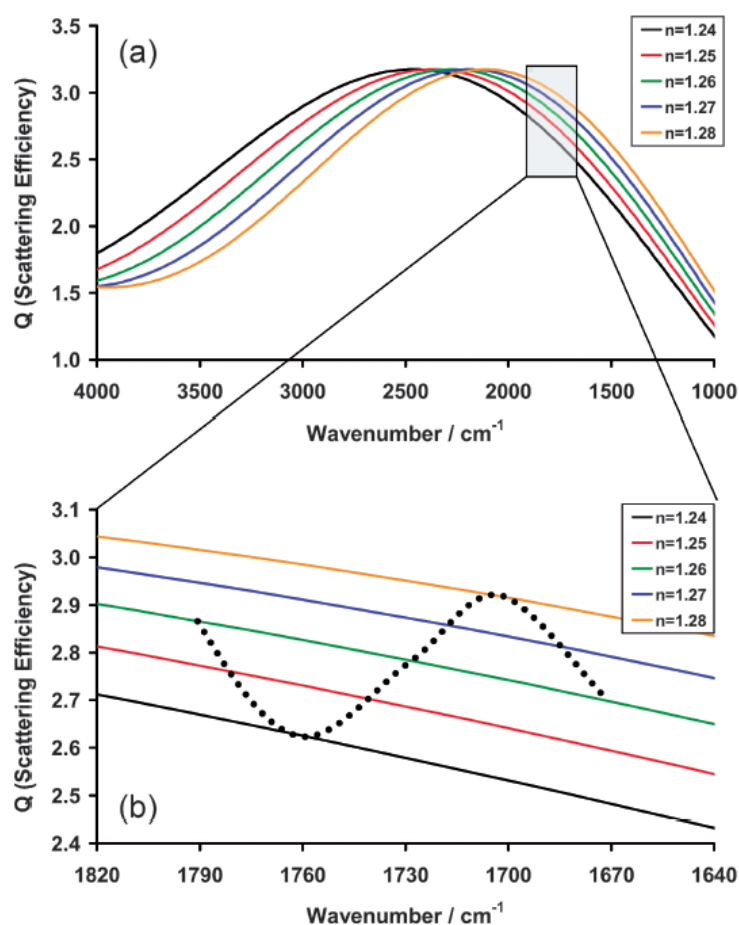 (a)
n=1.24
n=1.25
n=1.26
n=1.27
n=1.28
Q (Scattering Efficiency)
3.5
3.0
2.5
2.0
1.5
1.0
4000 3500 3000 2500 2000 1500 1000
Wavenumber / cm⁻¹
(b)
n=1.24
n=1.25
n=1.26
n=1.27
n=1.28
Q (Scattering Efficiency)
3.1
3.0
2.9
2.8
2.7
2.6
2.5
2.4
1820 1790 1760 1730 1700 1670 1640
Wavenumber / cm⁻¹